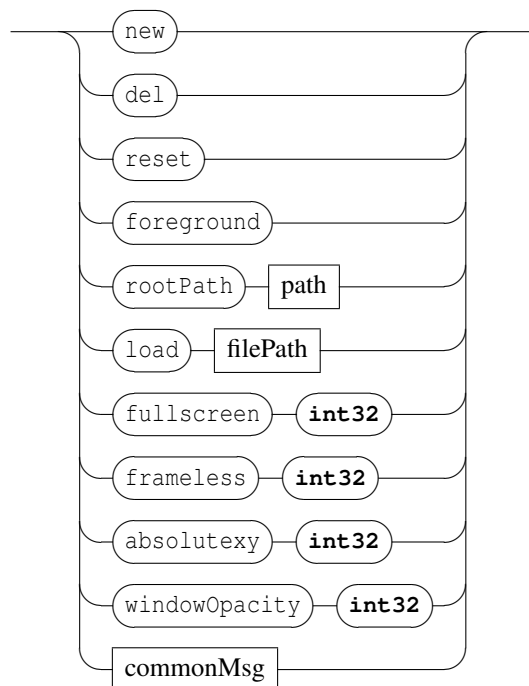 new
del
reset
foreground
rootPath path
load filePath
fullscreen int32
frameless int32
absolutexy int32
windowOpacity int32
commonMsg